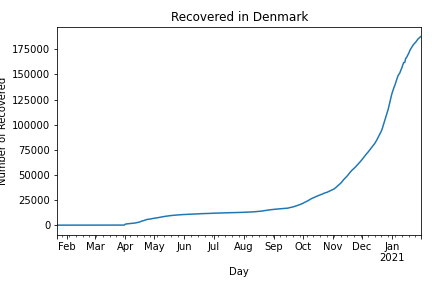 Recovered in Denmark
Number of Recovered
175000
150000
125000
100000
75000
50000
25000
0
Feb Mar Apr May Jun Jul Aug Sep Oct Nov Dec Jan
2021
Day